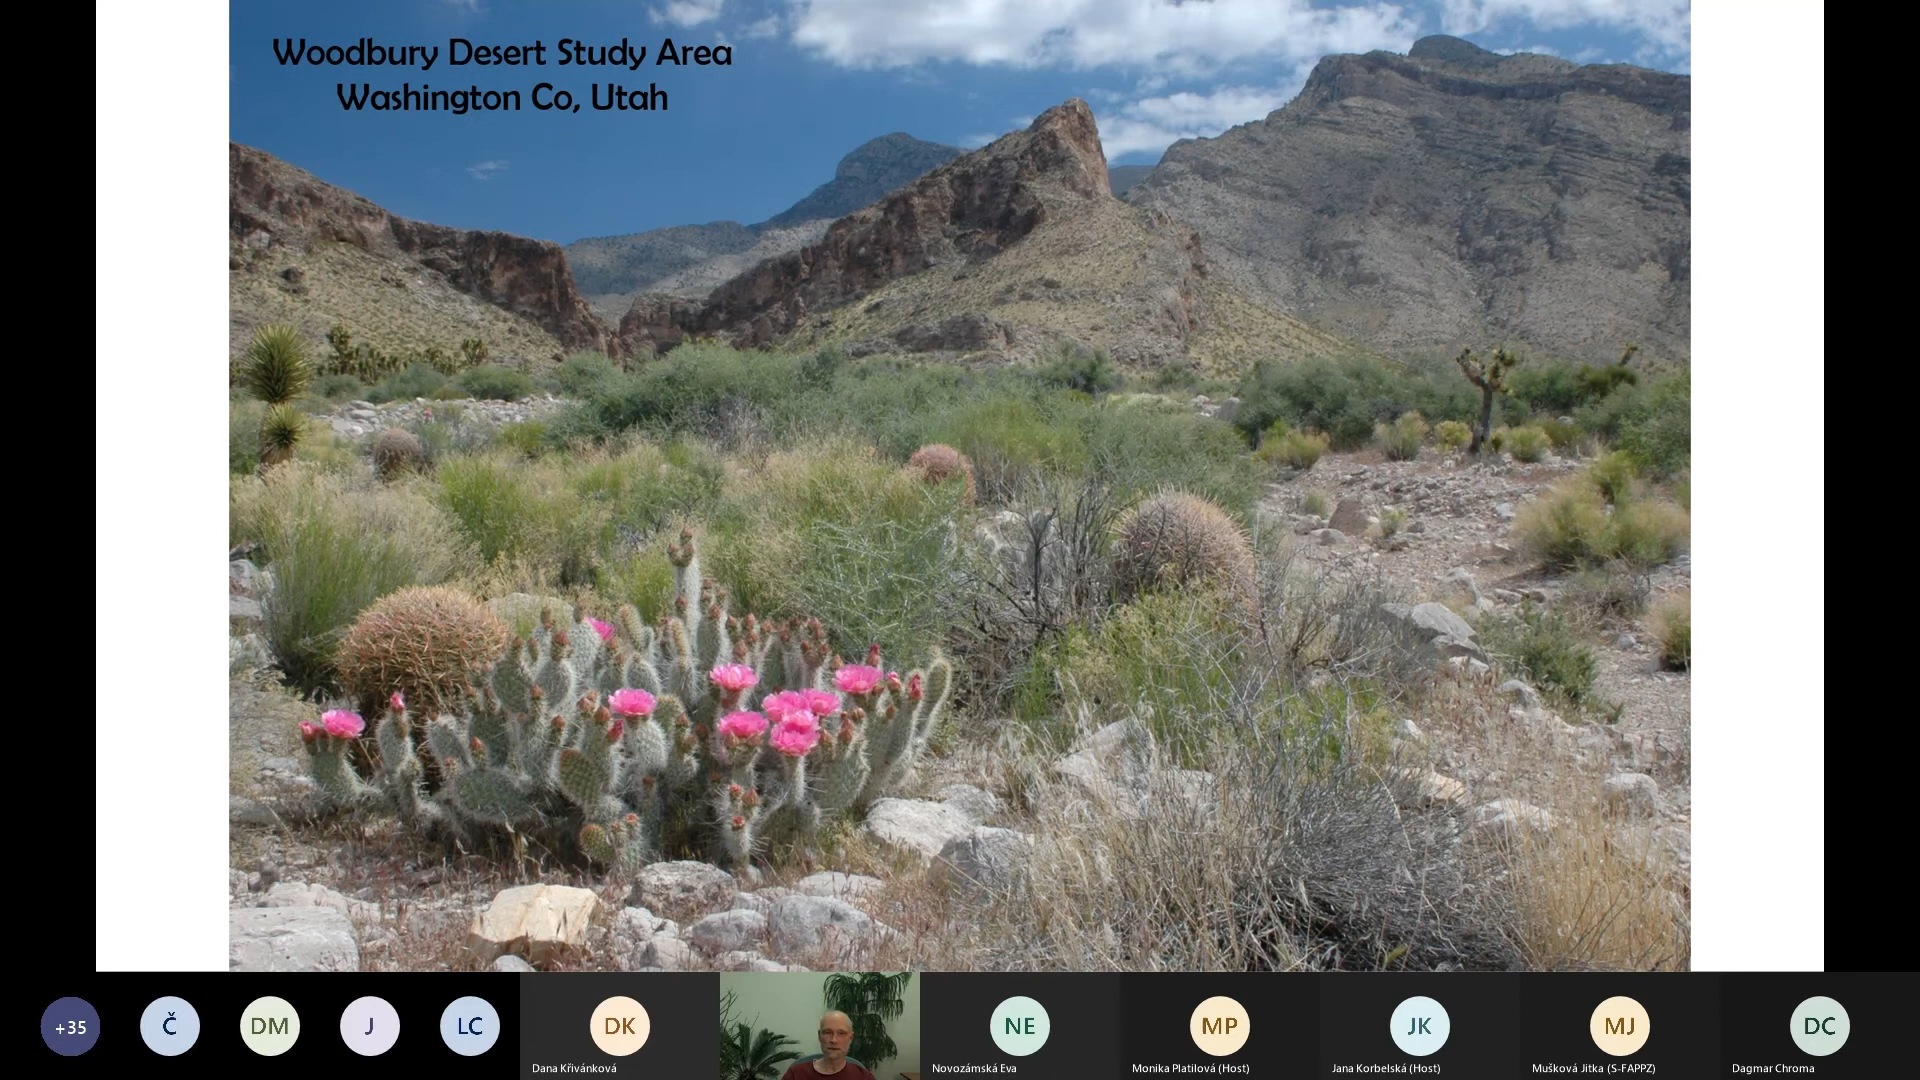 Woodbury Desert Study Area
Washington Co, Utah
+35
Č
DM
J
LC
DK
NE
MP
JK
MJ
DC
Dana Křivánková
Novozámská Eva
Monika Platilová (Host)
Jana Korbelská (Host)
Mušková Jitka (S-FAPPZ)
Dagmar Chroma